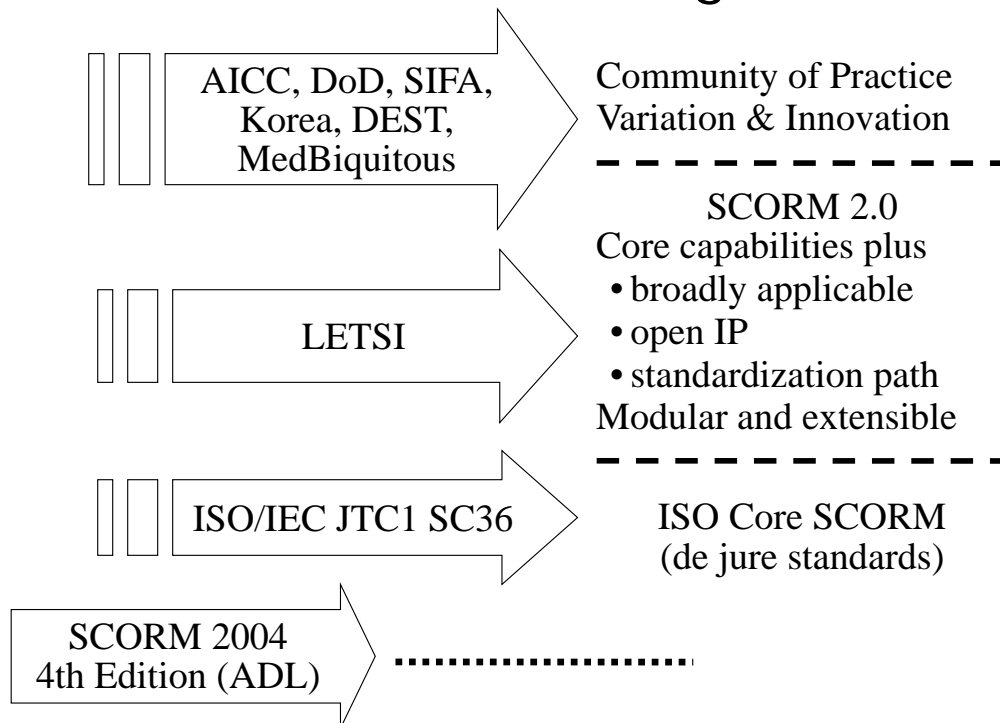 AICC, DoD, SIFA,
Korea, DEST,
MedBiquitous
Community of Practice
Variation & Innovation
LETSI
SCORM 2.0
Core capabilities plus
• broadly applicable
• open IP
• standardization path
Modular and extensible
ISO/IEC JTC1 SC36
ISO Core SCORM
(de jure standards)
SCORM 2004
4th Edition (ADL)